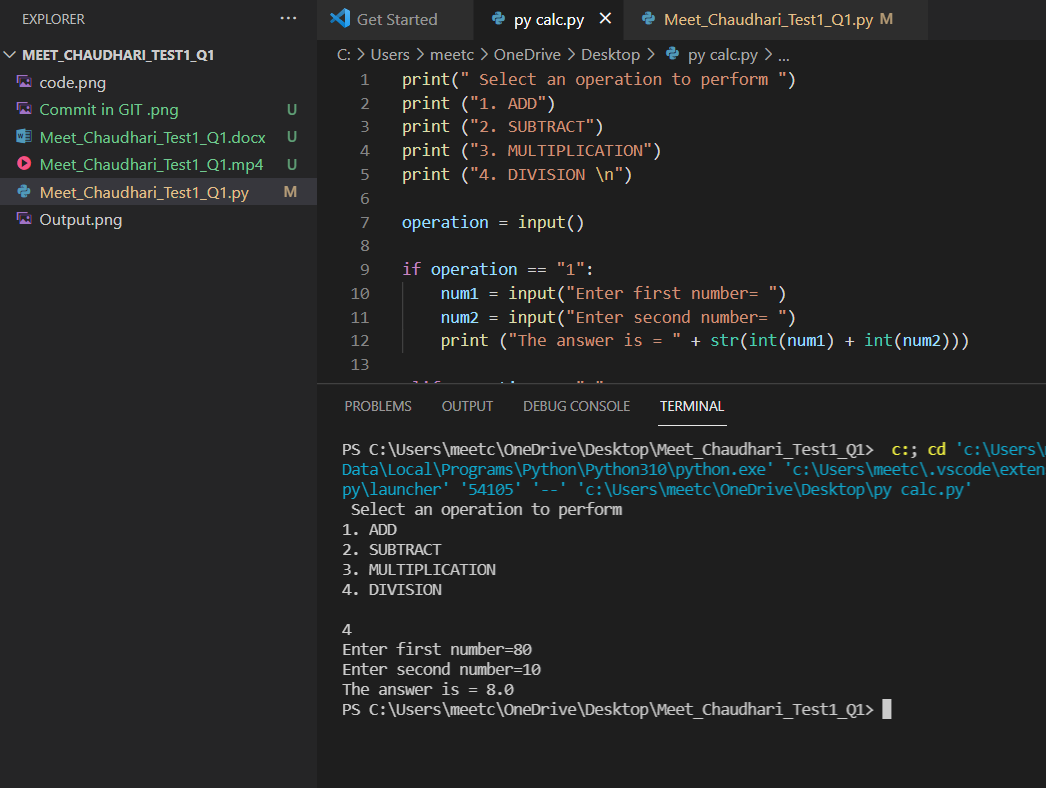 EXPLORER
MEET_CHAUDHARI_TEST1_Q1
code.png
Commit in GIT .png U
Meet_Chaudhari_Test1_Q1.docx U
Meet_Chaudhari_Test1_Q1.mp4 U
Meet_Chaudhari_Test1_Q1.py M
Output.png
Get Started
py calc.py
Meet_Chaudhari_Test1_Q1.py M
C: > Users > meetc > OneDrive > Desktop > py calc.py > ...
1 print(" Select an operation to perform ")
2 print ("1. ADD")
3 print ("2. SUBTRACT")
4 print ("3. MULTIPLICATION")
5 print ("4. DIVISION \n")
6
7 operation = input()
8
9 if operation == "1":
10 num1 = input("Enter first number= ")
11 num2 = input("Enter second number= ")
12 print ("The answer is = " + str(int(num1) + int(num2)))
13
PROBLEMS OUTPUT DEBUG CONSOLE TERMINAL
PS C:\Users\meetc\OneDrive\Desktop\Meet_Chaudhari_Test1_Q1> c:; cd 'c:\Users\
Data\Local\Programs\Python\Python310\python.exe' 'c:\Users\meetc\.vscode\exten
py\launcher' '54105' '--' 'c:\Users\meetc\OneDrive\Desktop\py calc.py'
Select an operation to perform
1. ADD
2. SUBTRACT
3. MULTIPLICATION
4. DIVISION
4
Enter first number=80
Enter second number=10
The answer is = 8.0
PS C:\Users\meetc\OneDrive\Desktop\Meet_Chaudhari_Test1_Q1>